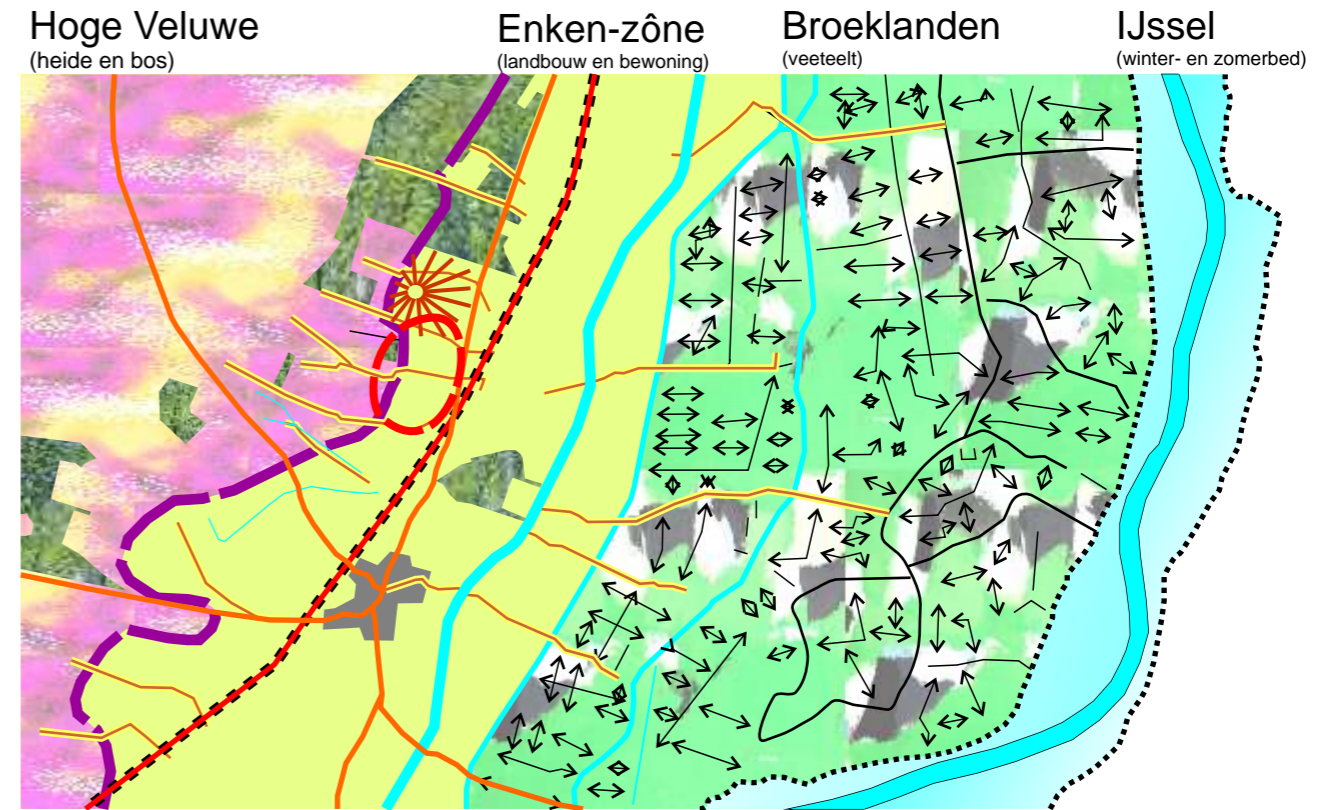 Hoge Veluwe
(heide en bos)
Enken-zône
(landbouw en bewoning)
Broeklanden
(veeteelt)
IJssel
(winter- en zomerbed)